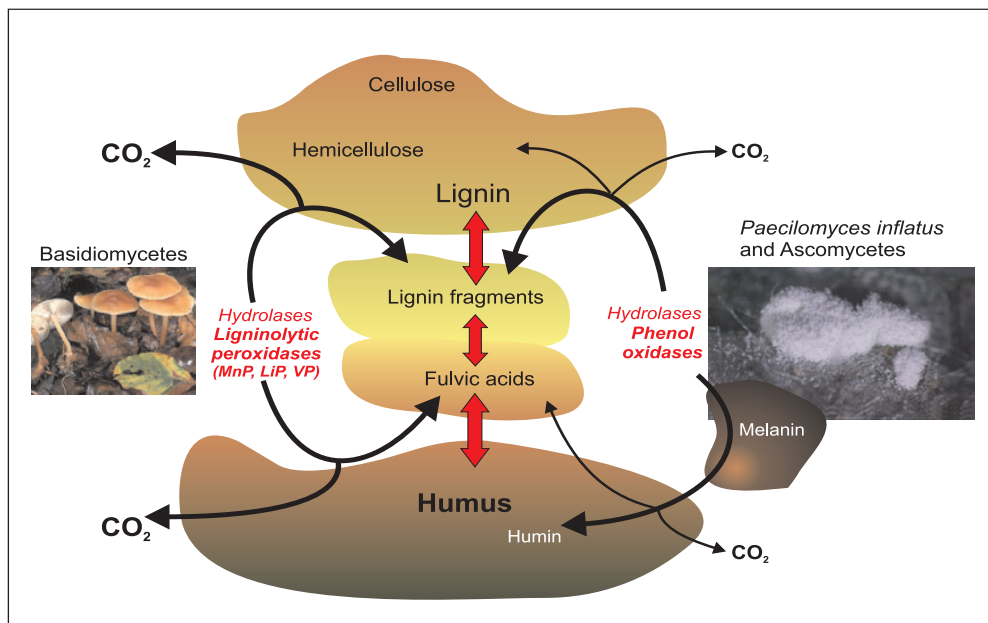 Cellulose
Hemicellulose
CO₂
CO₂
Lignin
Basidiomycetes
Paecilomyces inflatus
and Ascomycetes
Lignin fragments
Hydrolases
Ligninolytic
peroxidases
(MnP, LiP, VP)
Hydrolases
Phenol
oxidases
Fulvic acids
Melanin
Humus
Humin
CO₂
CO₂